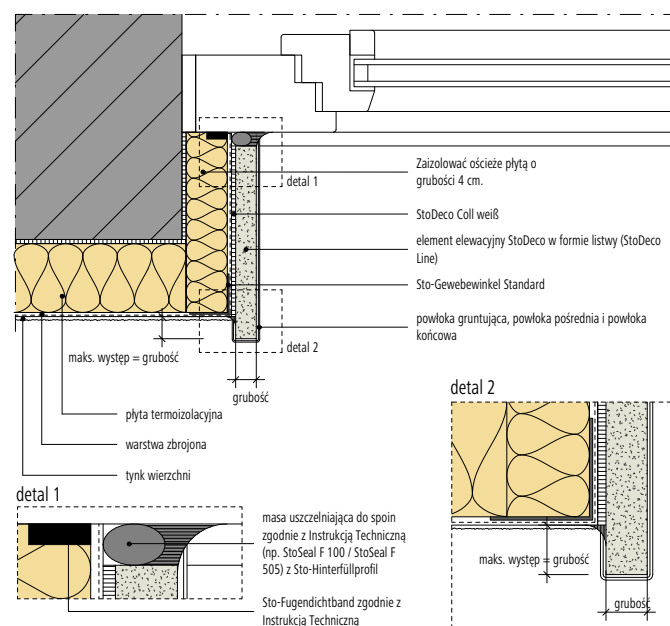 detal 1
Zaizolować ościeże płytą o
grubości 4 cm.
StoDeco Coll weiß
element elewacyjny StoDeco w formie listwy (StoDeco
Line)
Sto-Gewebewinkel Standard
powłoka gruntująca, powłoka pośrednia i powłoka
końcowa
detal 2
maks. występ = grubość
grubość
płyta termoizolacyjna
warstwa zbrojona
tynk wierzchni
detal 1
masa uszczelniająca do spoin
zgodnie z Instrukcją Techniczną
(np. StoSeal F 100 / StoSeal F
505) z Sto-Hinterfüllprofil
Sto-Fugendichtband zgodnie z
Instrukcją Techniczną
detal 2
maks. występ = grubość
grubość